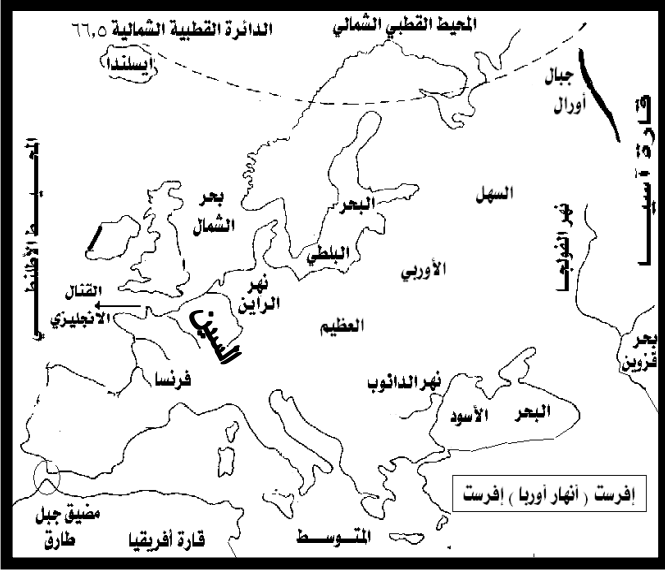 المحيط القطبي الشمالي
الدائرة القطبية الشمالية ٦٦,٥
ايسلندا
جبال
أورال
قارة آسيا
المحيط الأطلنطي
بحر
الشمال
البحر
البلطي
السهل
الأوربي
العظيم
نهر الفولجا
القنال
الانجليزي
نهر
الراين
السين
فرنسا
نهر الدانوب
بحر
قزوين
البحر
الأسود
إفرست ( أنهار أوربا ) إفرست
مضيق جبل
طارق
قارة أفريقيا
المتوسط